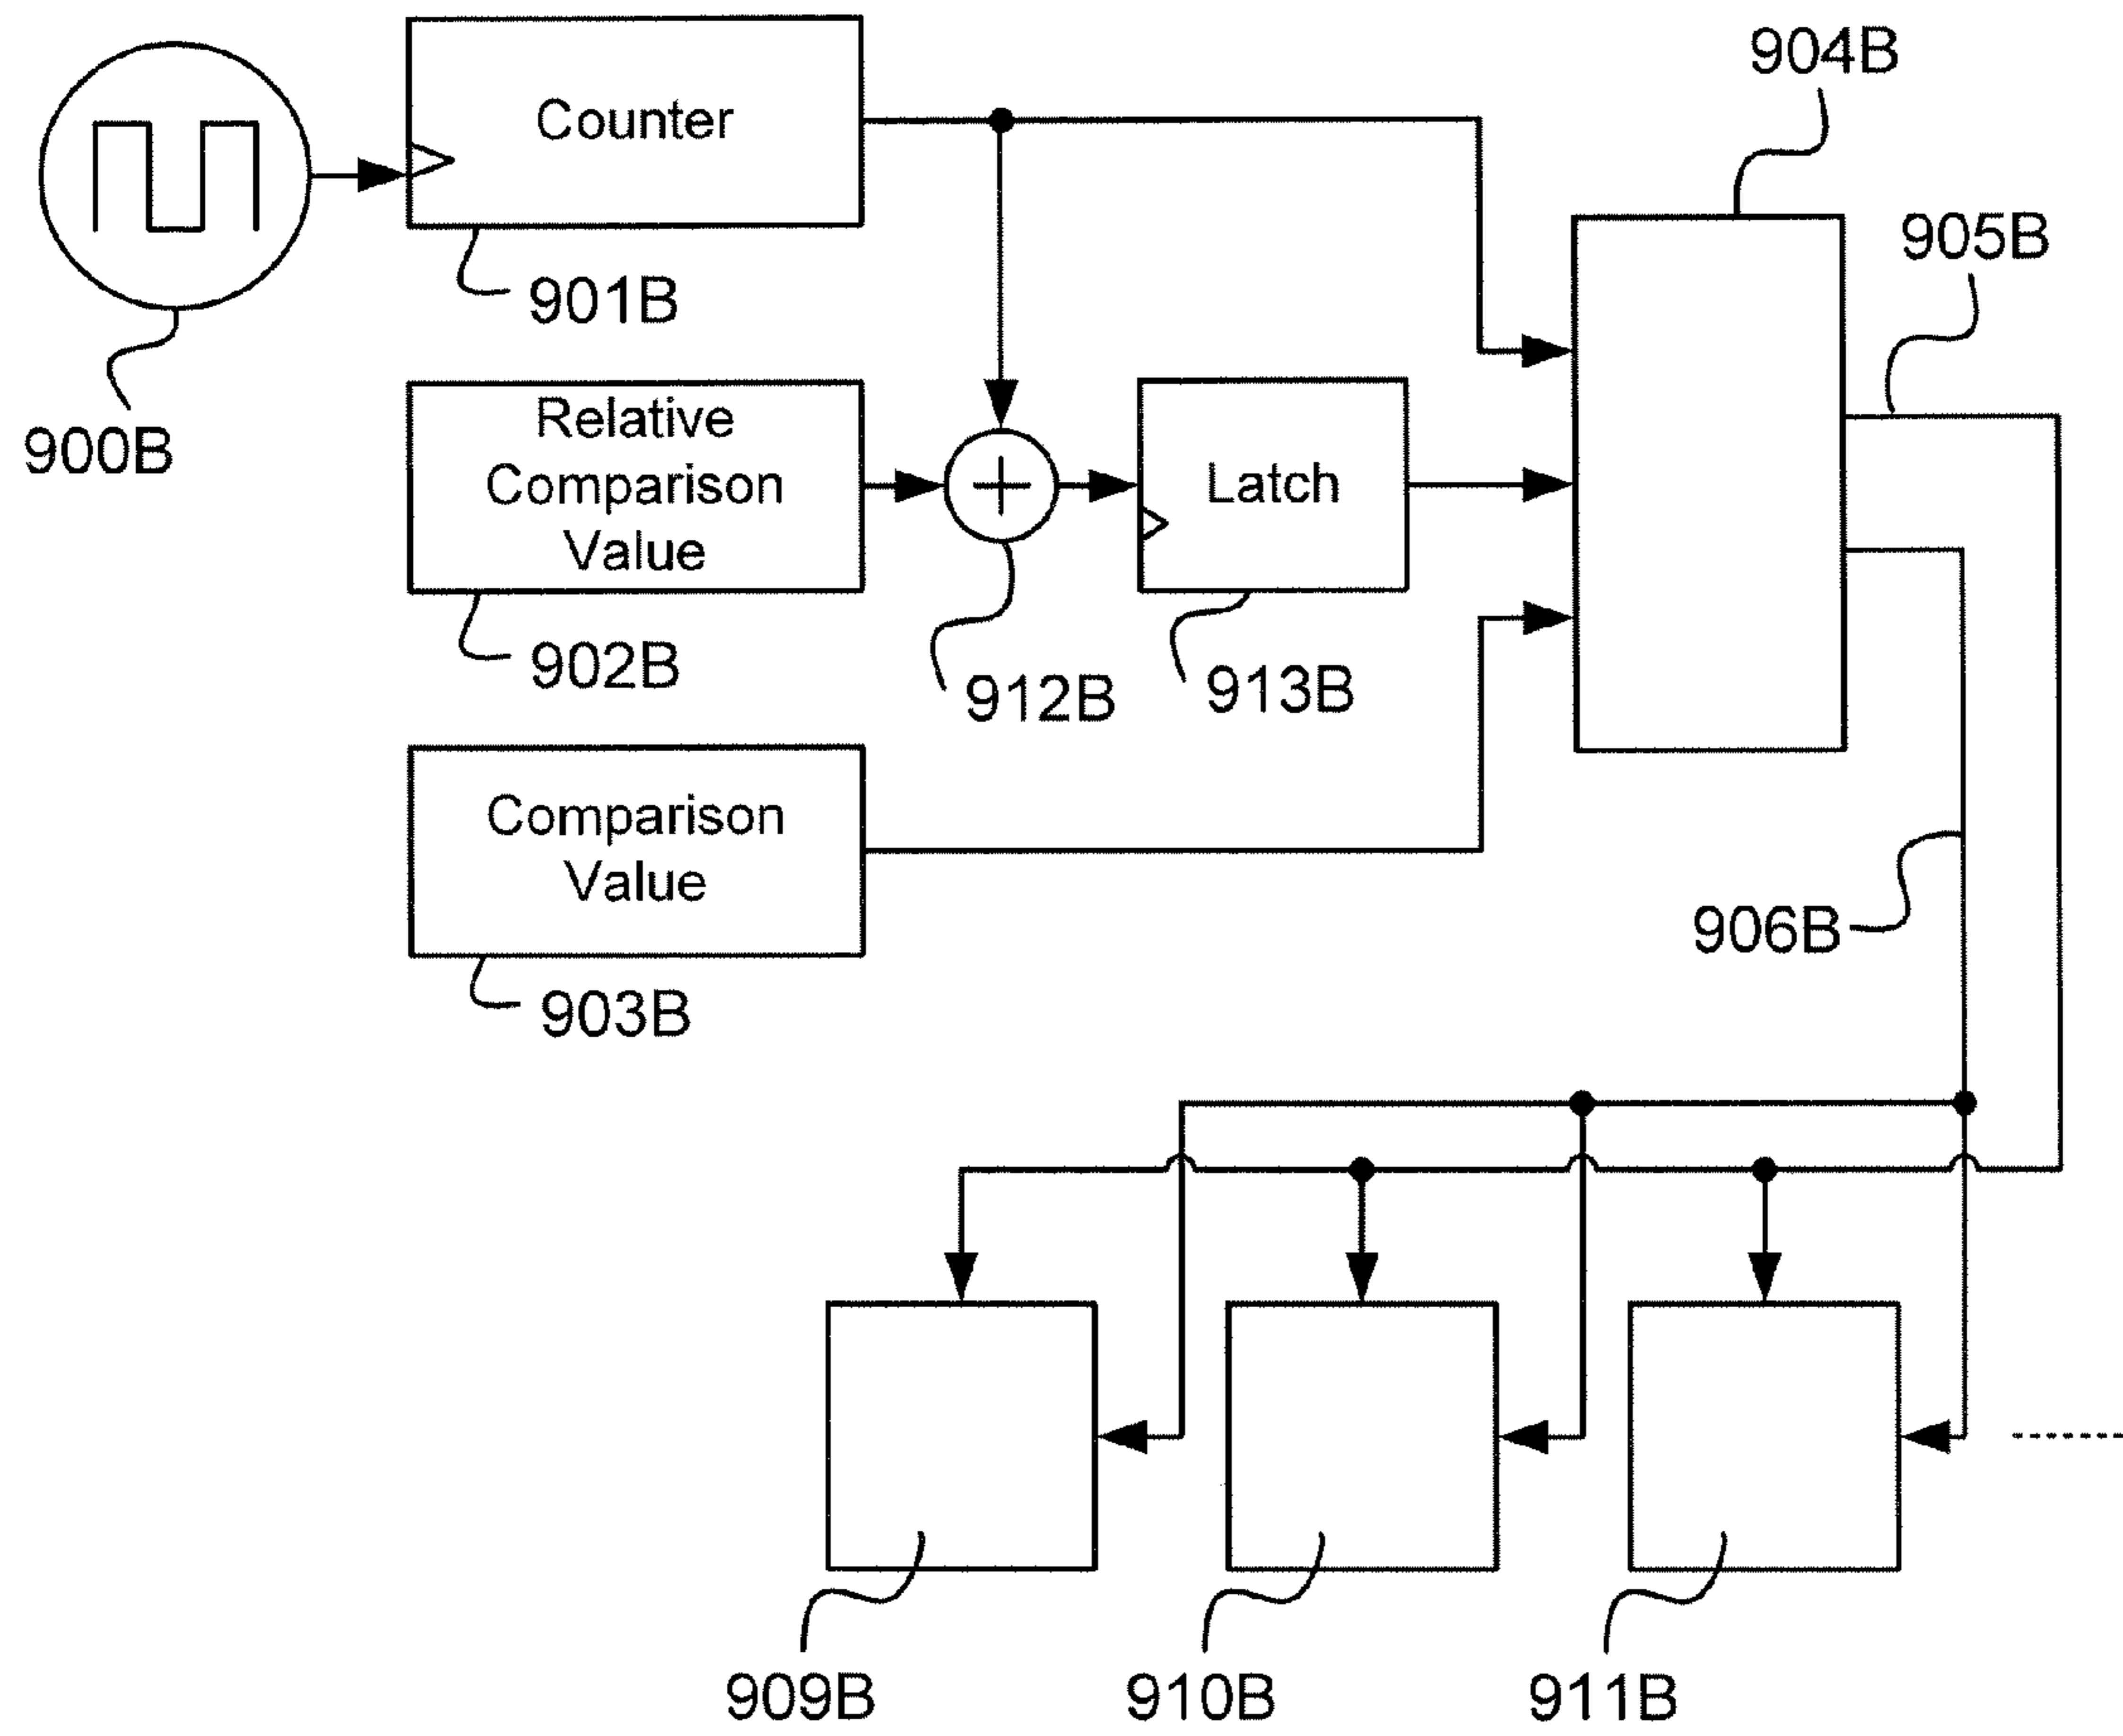 904B
Counter
905B
901B
Relative
Comparison
Value
Latch
900B
902B
912B
913B
Comparison
Value
906B
903B
909B
910B
911B